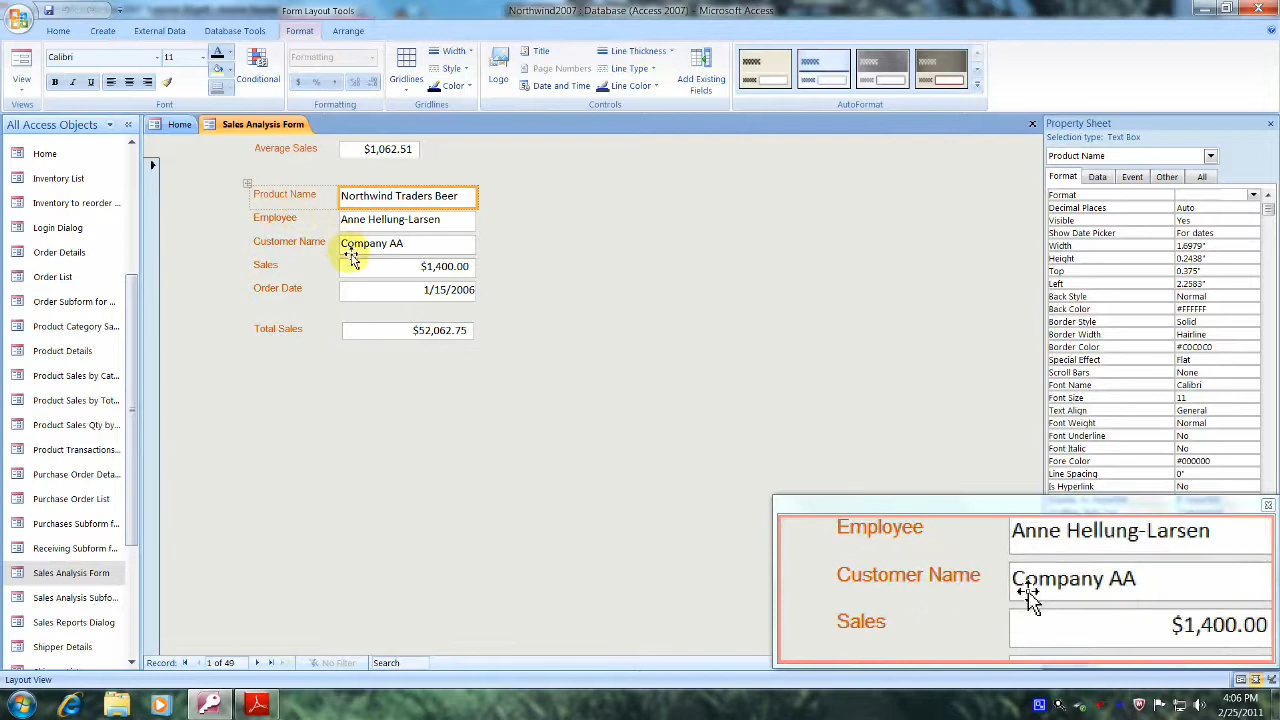 Form Layout Tools
Northwind2007 : Database (Access 2007) - Microsoft Access
Home Create External Data Database Tools Format Arrange
Calibri 11 Formatting Width Title Line Thickness
Style Page Numbers Line Type
View Conditional Gridlines Color Logo Date and Time Line Color Add Existing Fields
B I U $ % ,
Views Font Formatting Gridlines Controls AutoFormat
All Access Objects
Home
Inventory List
Inventory to reorder ...
Login Dialog
Order Details
Order List
Order Subform for ...
Product Category Sa...
Product Details
Product Sales by Cat...
Product Sales by Tot...
Product Sales Qty by...
Product Transactions...
Purchase Order Deta...
Purchase Order List
Purchases Subform f...
Receiving Subform f...
Sales Analysis Form
Sales Analysis Subfo...
Sales Reports Dialog
Shipper Details
Home Sales Analysis Form
Average Sales $1,062.51
Product Name Northwind Traders Beer
Employee Anne Hellung-Larsen
Customer Name Company AA
Sales $1,400.00
Order Date 1/15/2006
Total Sales $52,062.75
Record: 1 of 49 No Filter Search
Property Sheet
Selection type: Text Box
Product Name
Format Data Event Other All
Format
Decimal Places Auto
Visible Yes
Show Date Picker For dates
Width 1.6979"
Height 0.2438"
Top 0.375"
Left 2.2583"
Back Style Normal
Back Color #FFFFFF
Border Style Solid
Border Width Hairline
Border Color #C0C0C0
Special Effect Flat
Scroll Bars None
Font Name Calibri
Font Size 11
Text Align General
Font Weight Normal
Font Underline No
Font Italic No
Fore Color #000000
Line Spacing 0"
Is Hyperlink No
Employee Anne Hellung-Larsen
Customer Name Company AA
Sales $1,400.00
Layout View
4:06 PM
2/25/2011